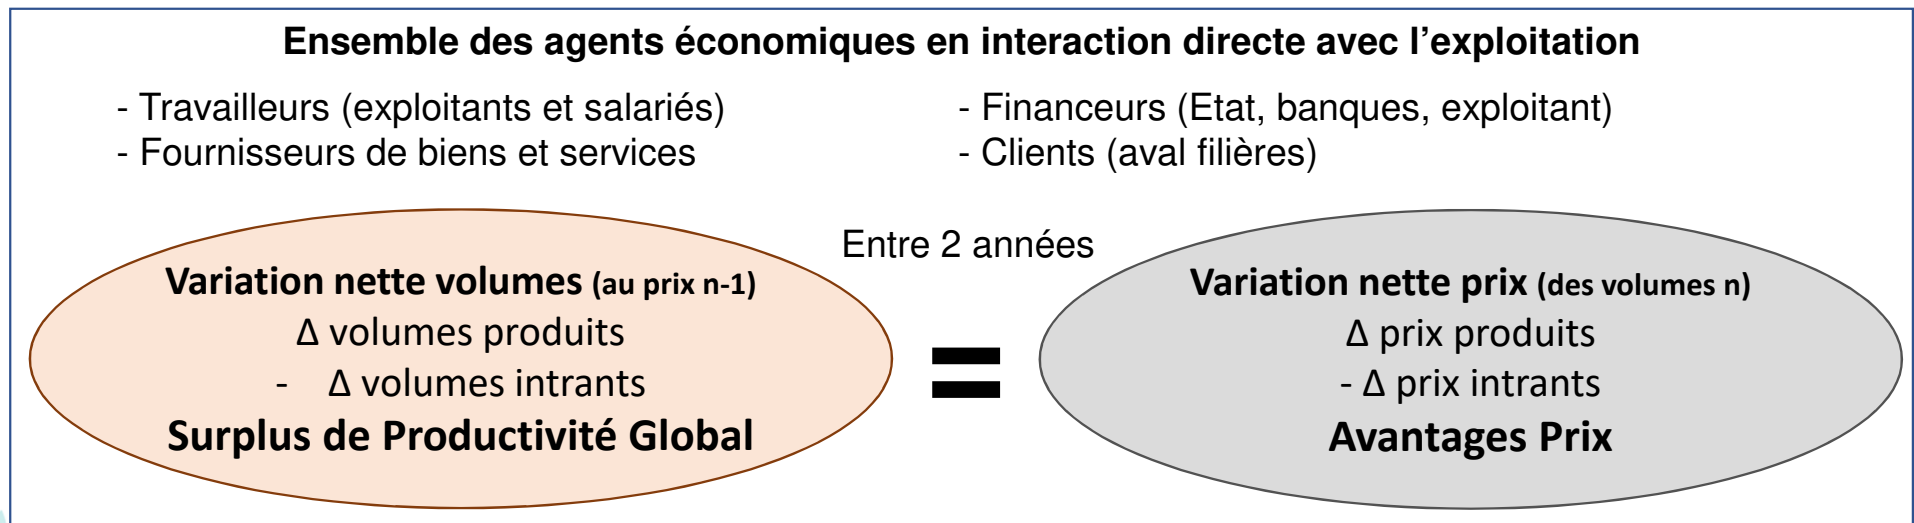 Ensemble des agents économiques en interaction directe avec l'exploitation
- Travailleurs (exploitants et salariés)
- Fournisseurs de biens et services
- Financeurs (Etat, banques, exploitant)
- Clients (aval filières)
Entre 2 années
Variation nette volumes (au prix n-1)
Δ volumes produits
- Δ volumes intrants
Surplus de Productivité Global
=
Variation nette prix (des volumes n)
Δ prix produits
- Δ prix intrants
Avantages Prix